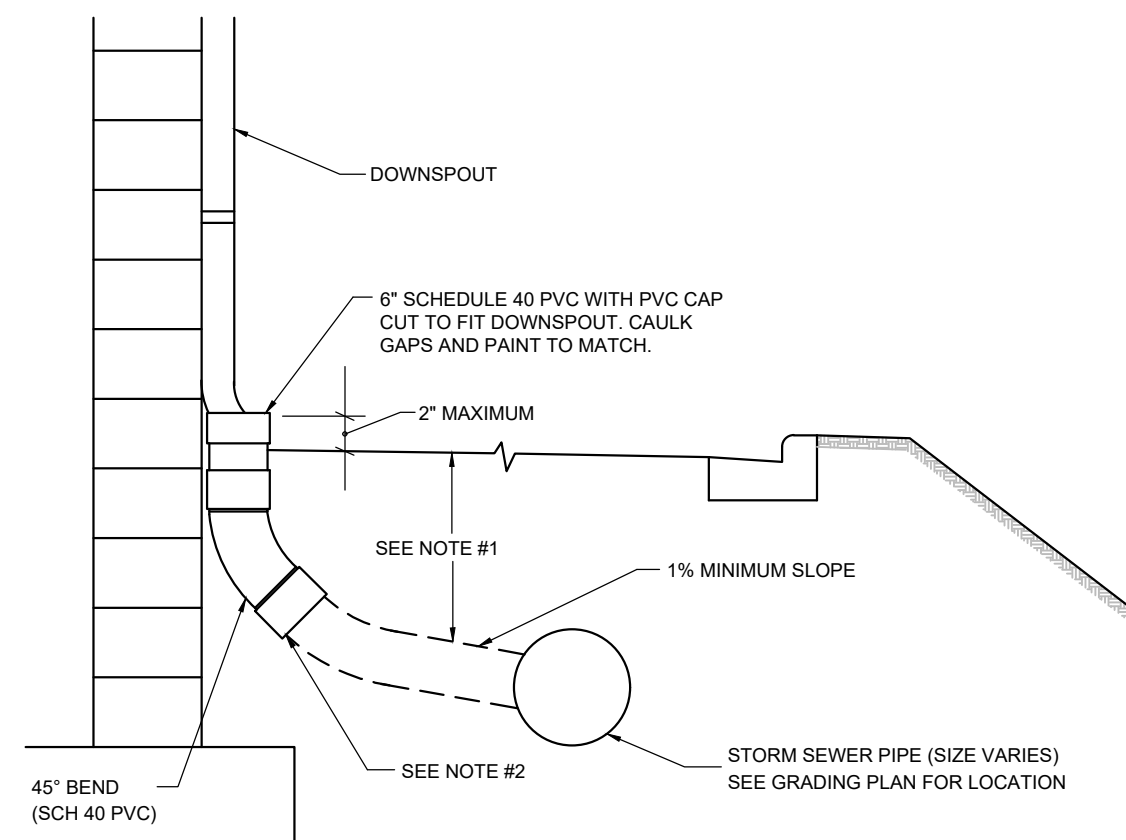 DOWNSPOUT
6" SCHEDULE 40 PVC WITH PVC CAP
CUT TO FIT DOWNSPOUT. CAULK
GAPS AND PAINT TO MATCH.
2" MAXIMUM
SEE NOTE #1
1% MINIMUM SLOPE
STORM SEWER PIPE (SIZE VARIES)
SEE GRADING PLAN FOR LOCATION
SEE NOTE #2
45° BEND
(SCH 40 PVC)